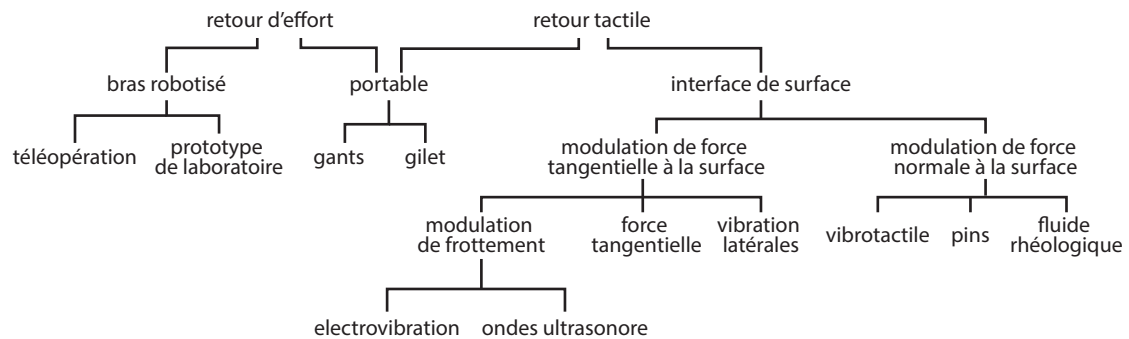 retour d'effort
retour tactile
bras robotisé
portable
interface de surface
téléopération
prototype
de laboratoire
gants
gilet
modulation de force
tangentielle à la surface
modulation de force
normale à la surface
modulation
de frottement
force
tangentielle
vibration
latérales
vibrotactile
pins
fluide
rhéologique
electrovibration
ondes ultrasonore